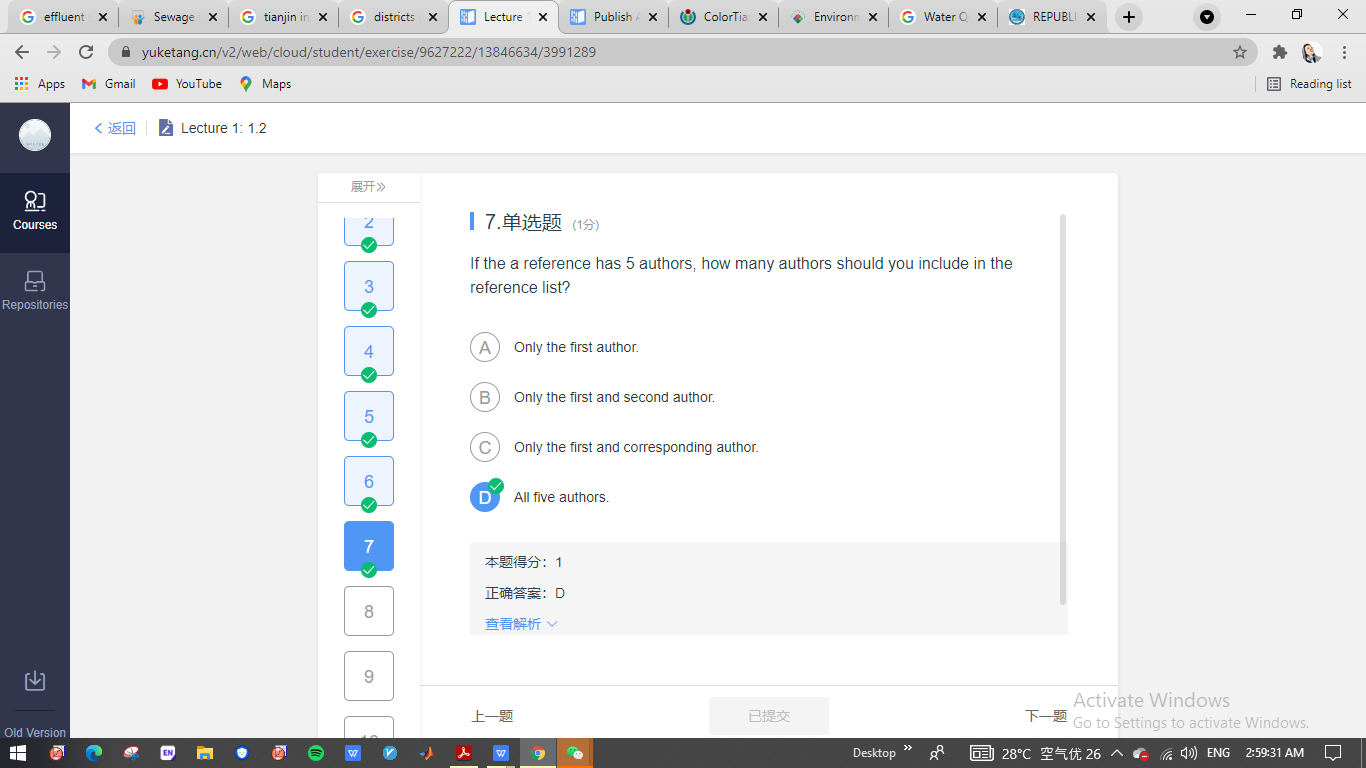 effluent
Sewage
tianjin in
districts
Lecture
Publish
ColorTia
Environ
Water Q
REPUBLI
yuketang.cn/v2/web/cloud/student/exercise/9627222/13846634/3991289
Apps
Gmail
YouTube
Maps
Reading list
返回
Lecture 1: 1.2
Courses
Repositories
Old Version
展开
2
3
4
5
6
7
8
9
7.单选题 (1分)
If the a reference has 5 authors, how many authors should you include in the
reference list?
A Only the first author.
B Only the first and second author.
C Only the first and corresponding author.
D All five authors.
本题得分：1
正确答案：D
查看解析
上一题
已提交
下一题
Activate Windows
Go to Settings to activate Windows.
EN
Desktop
28°C 空气优 26
ENG
2:59:31 AM